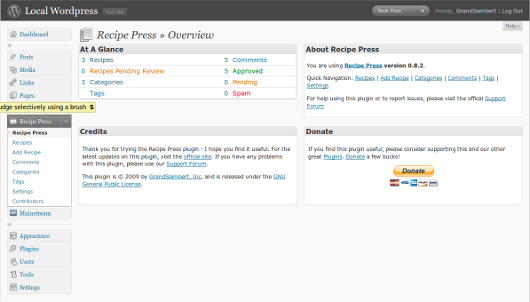 Local Wordpress
Visit Site
New Post
Howdy, GrandSlambert | Log Out
Help
Dashboard
Posts
Media
Links
Pages
dge selectively using a brush
Recipe Press
Recipe Press
Recipes
Add Recipe
Comments
Categories
Tags
Settings
Contributors
Mainstream
Appearance
Plugins
Users
Tools
Settings
Recipe Press » Overview
At A Glance
3 Recipes 5 Comments
0 Recipes Pending Review 5 Approved
3 Categories 0 Pending
Tags 0 Spam
About Recipe Press
You are using Recipe Press version 0.8.2.
Quick Navigation: Recipes | Add Recipe | Categories | Comments | Tags |
Settings
For help using this plugin or to report issues, please visit the offical Support
Forum
Credits
Thank you for trying the Recipe Press plugin - I hope you find it useful. For the
latest updates on this plugin, visit the official site. If you have any problems
with this plugin, please use our Support Forum.
This plugin is © 2009 by GrandSlambert, Inc. and is released under the GNU
General Public License.
Donate
If you find this plugin useful, please consider supporting this and our other
great Plugins. Donate a few bucks!
Donate